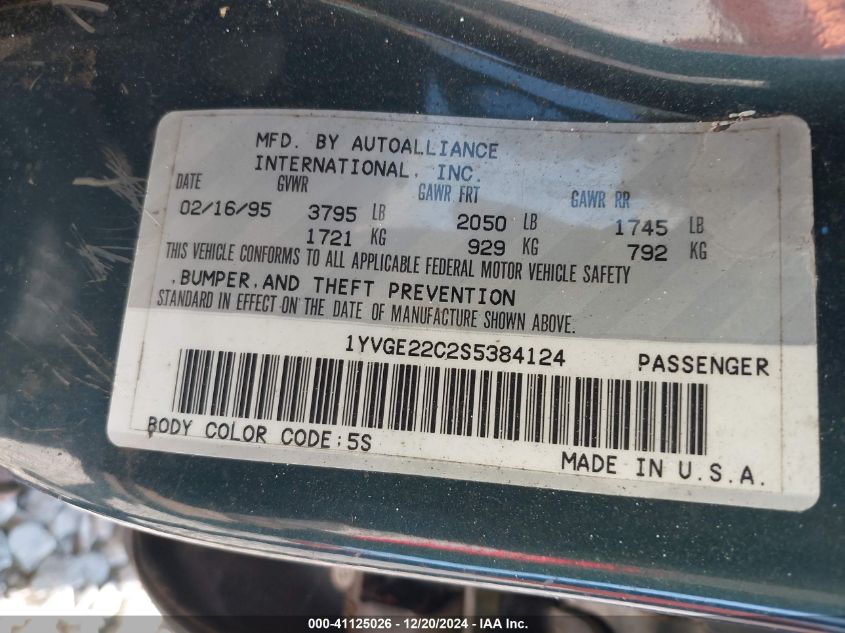 MFD. BY AUTOALLIANCE
INTERNATIONAL, INC.
DATE GVWR GAWR FRT GAWR RR
02/16/95 3795 LB 2050 LB 1745 LB
1721 KG 929 KG 792 KG
THIS VEHICLE CONFORMS TO ALL APPLICABLE FEDERAL MOTOR VEHICLE SAFETY
,BUMPER,AND THEFT PREVENTION
STANDARD IN EFFECT ON THE DATE OF MANUFACTURE SHOWN ABOVE.
1YVGE22C2S5384124 PASSENGER
BODY COLOR CODE:5S
MADE IN U.S.A.
000-41125026 - 12/20/2024 - IAA, Inc.